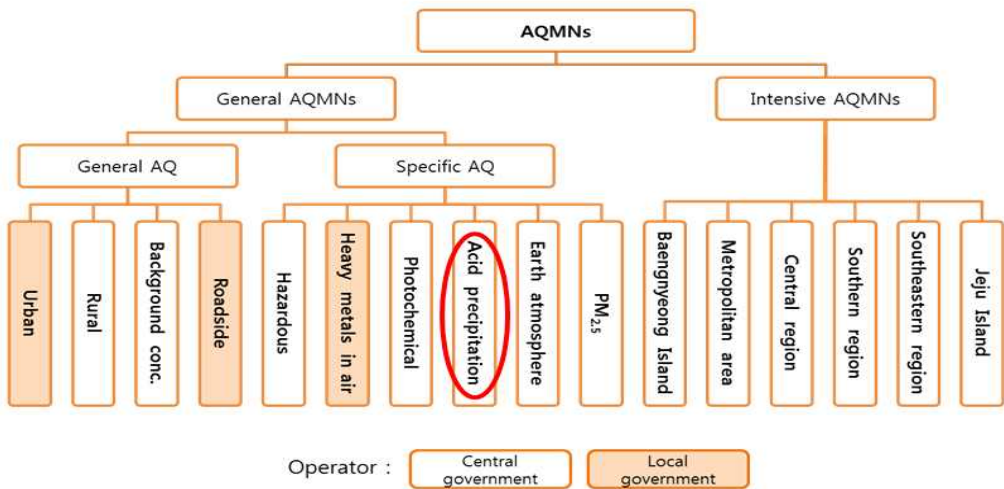 AQMNs
General AQMNs
Intensive AQMNs
General AQ
Specific AQ
Urban
Rural
Background conc.
Roadside
Hazardous
Heavy metals in air
Photochemical
Acid precipitation
Earth atmosphere
PM2.5
Baengnyeong Island
Metropolitan area
Central region
Southern region
Southeastern region
Jeju Island
Operator :
Central
government
Local
government